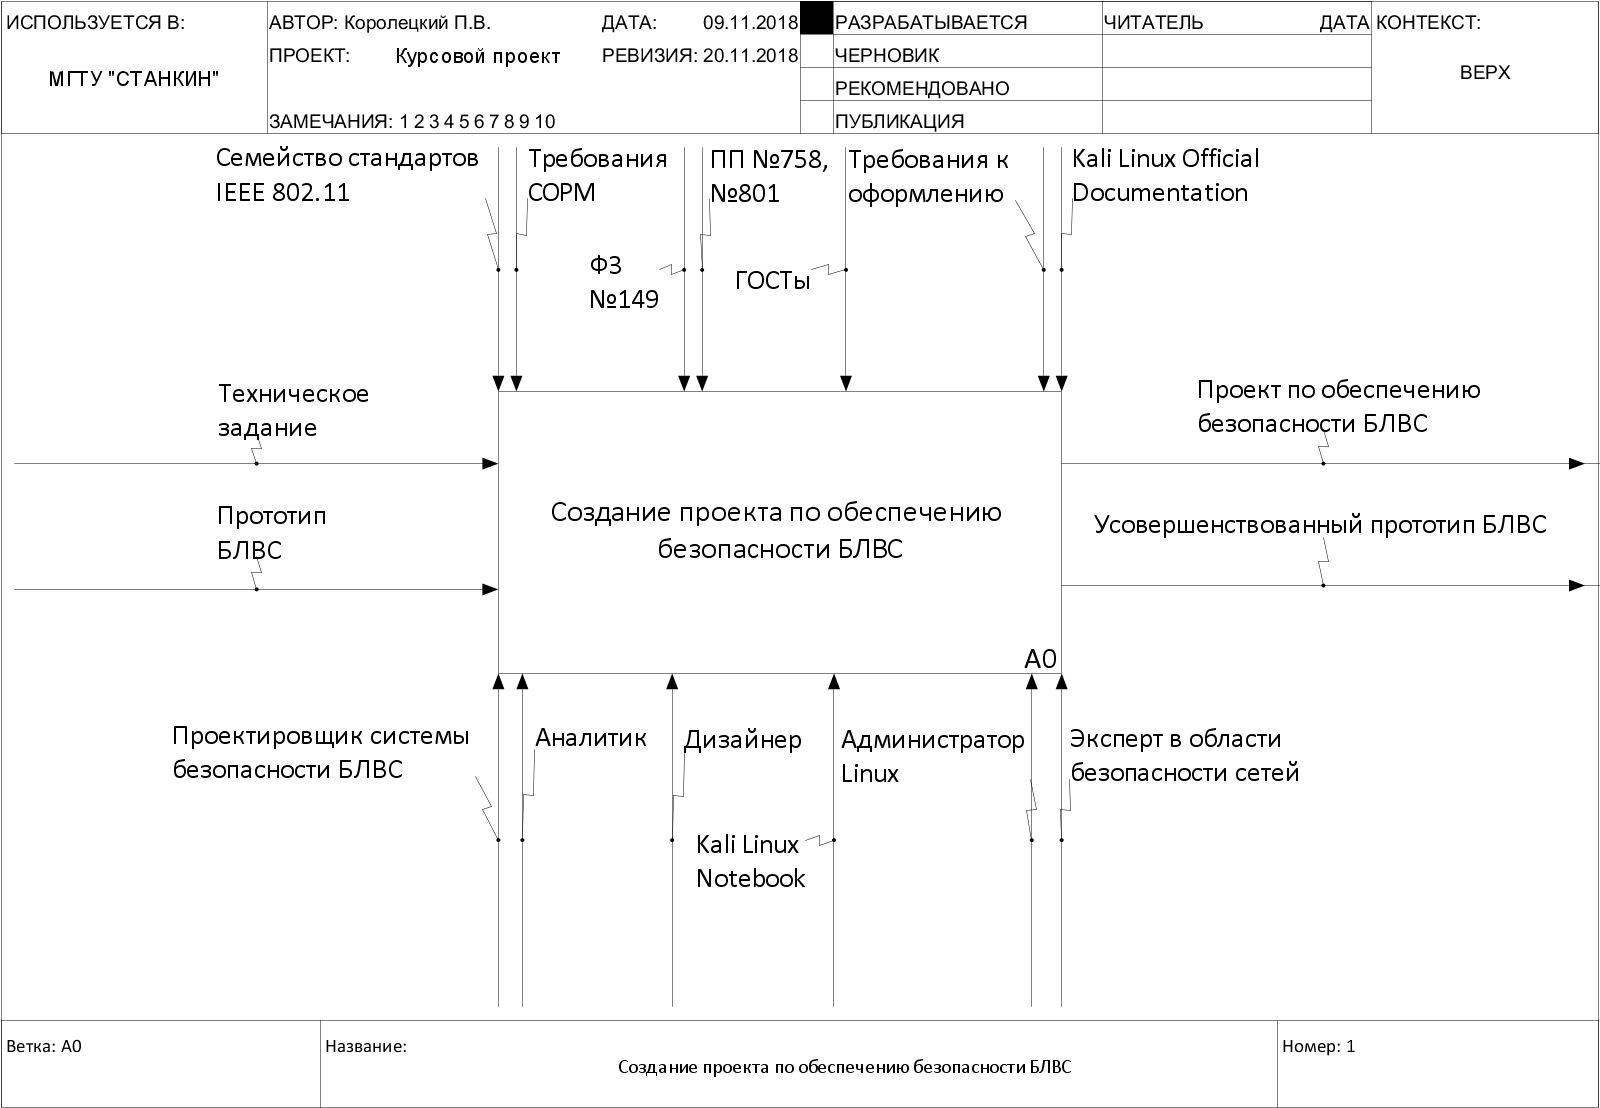 ИСПОЛЬЗУЕТСЯ В:
МГТУ "СТАНКИН"
АВТОР: Королецкий П.В.
ДАТА: 09.11.2018
ПРОЕКТ: Курсовой проект
РЕВИЗИЯ: 20.11.2018
ЗАМЕЧАНИЯ: 1 2 3 4 5 6 7 8 9 10
РАЗРАБАТЫВАЕТСЯ
ЧЕРНОВИК
РЕКОМЕНДОВАНО
ПУБЛИКАЦИЯ
ЧИТАТЕЛЬ
ДАТА
КОНТЕКСТ:
ВЕРХ
Семейство стандартов
IEEE 802.11
Требования
СОРМ
ФЗ
№149
ПП №758,
№801
ГОСТы
Требования к
оформлению
Kali Linux Official
Documentation
Техническое
задание
Прототип
БЛВС
Создание проекта по обеспечению
безопасности БЛВС
A0
Проект по обеспечению
безопасности БЛВС
Усовершенствованный прототип БЛВС
Проектировщик системы
безопасности БЛВС
Аналитик
Дизайнер
Kali Linux
Notebook
Администратор
Linux
Эксперт в области
безопасности сетей
Ветка: A0
Название:
Создание проекта по обеспечению безопасности БЛВС
Номер: 1